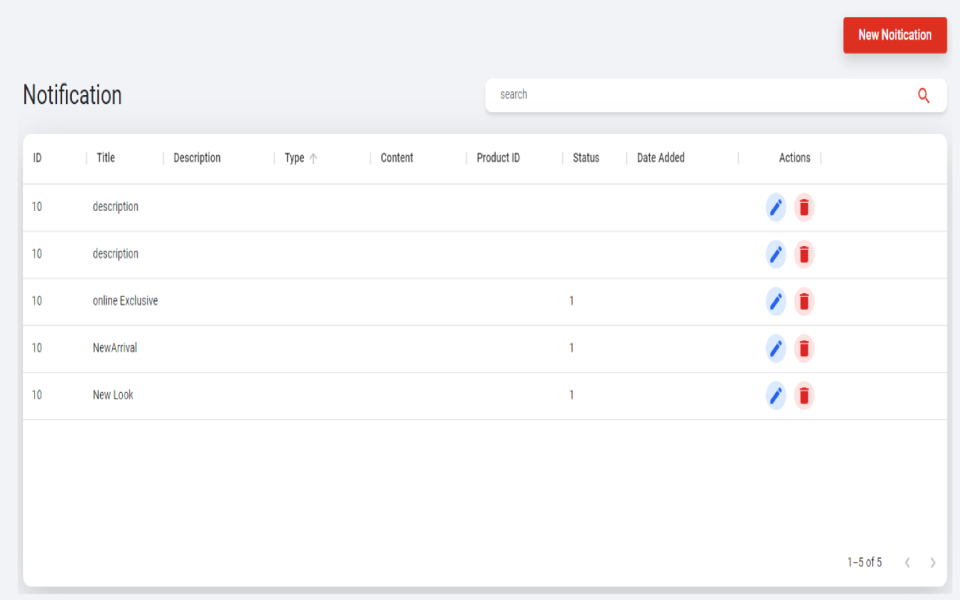 New Noitication
Notification
search
ID Title Description Type Content Product ID Status Date Added Actions
10 description
10 description
10 online Exclusive 1
10 NewArrival 1
10 New Look 1
1–5 of 5